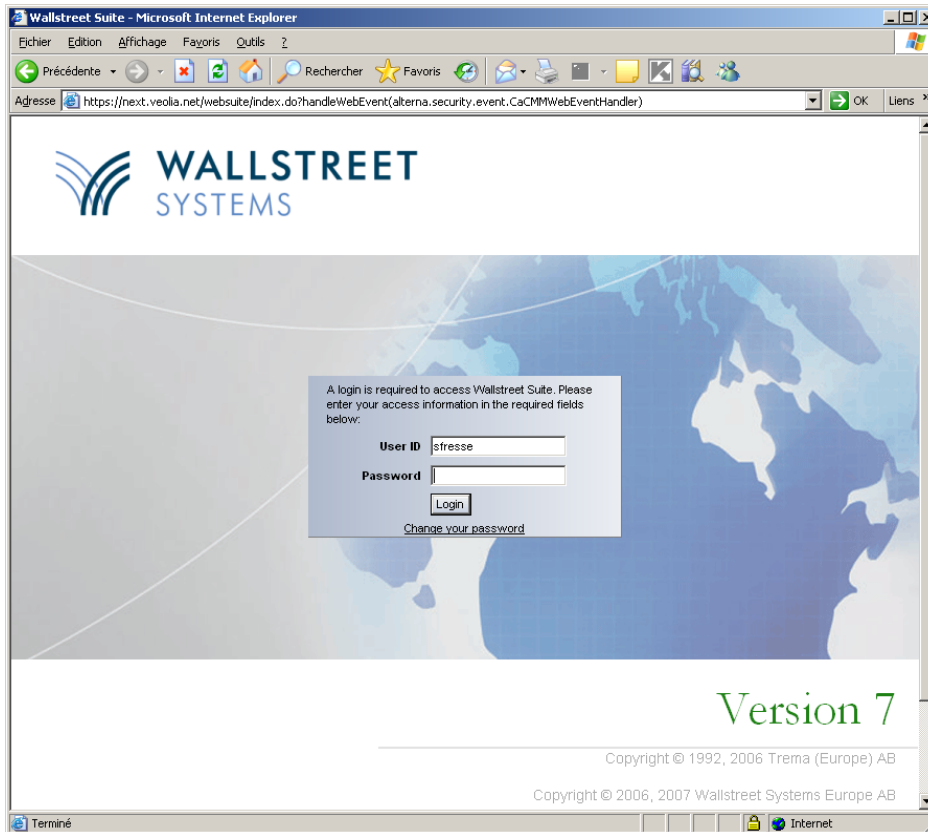 Wallstreet Suite - Microsoft Internet Explorer
Fichier Edition Affichage Favoris Outils ?
Précédente Rechercher Favoris
Adresse https://next.veolia.net/websuite/index.do?handleWebEvent(alterna.security.event.CaCMMWebEventHandler) OK Liens »
WALLSTREET
SYSTEMS
A login is required to access Wallstreet Suite. Please
enter your access information in the required fields
below:
User ID sfresse
Password
Login
Change your password
Version 7
Copyright © 1992, 2006 Trema (Europe) AB
Copyright © 2006, 2007 Wallstreet Systems Europe AB
Terminé Internet